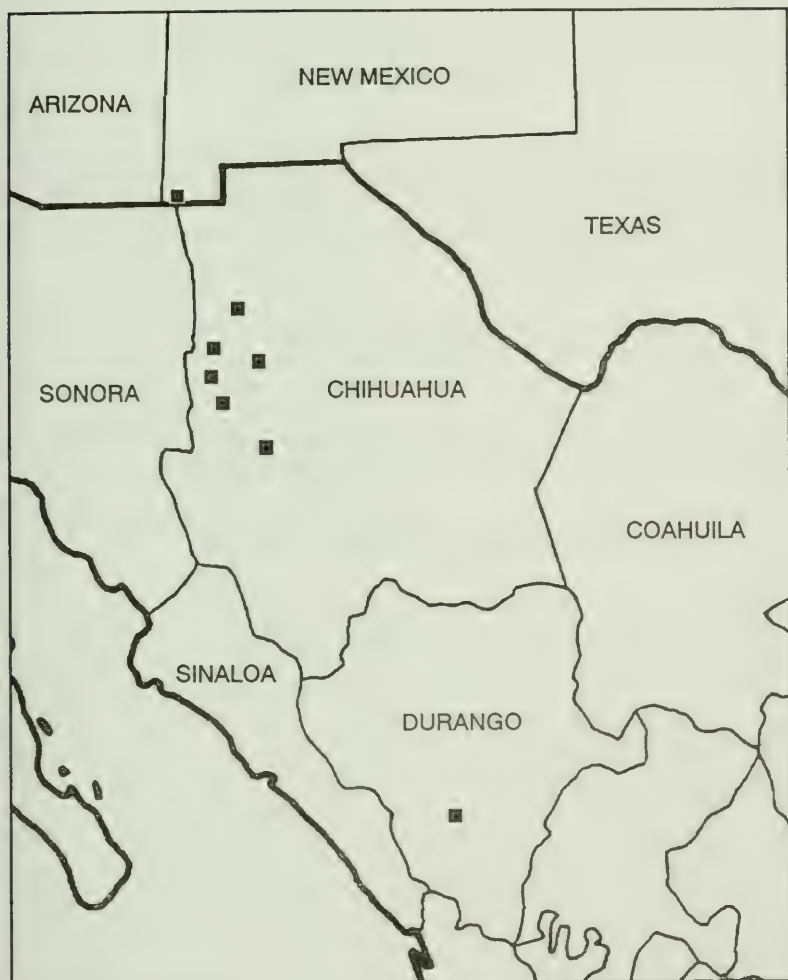 NEW MEXICO
ARIZONA
TEXAS
SONORA
CHIHUAHUA
COAHUILA
SINALOA
DURANGO